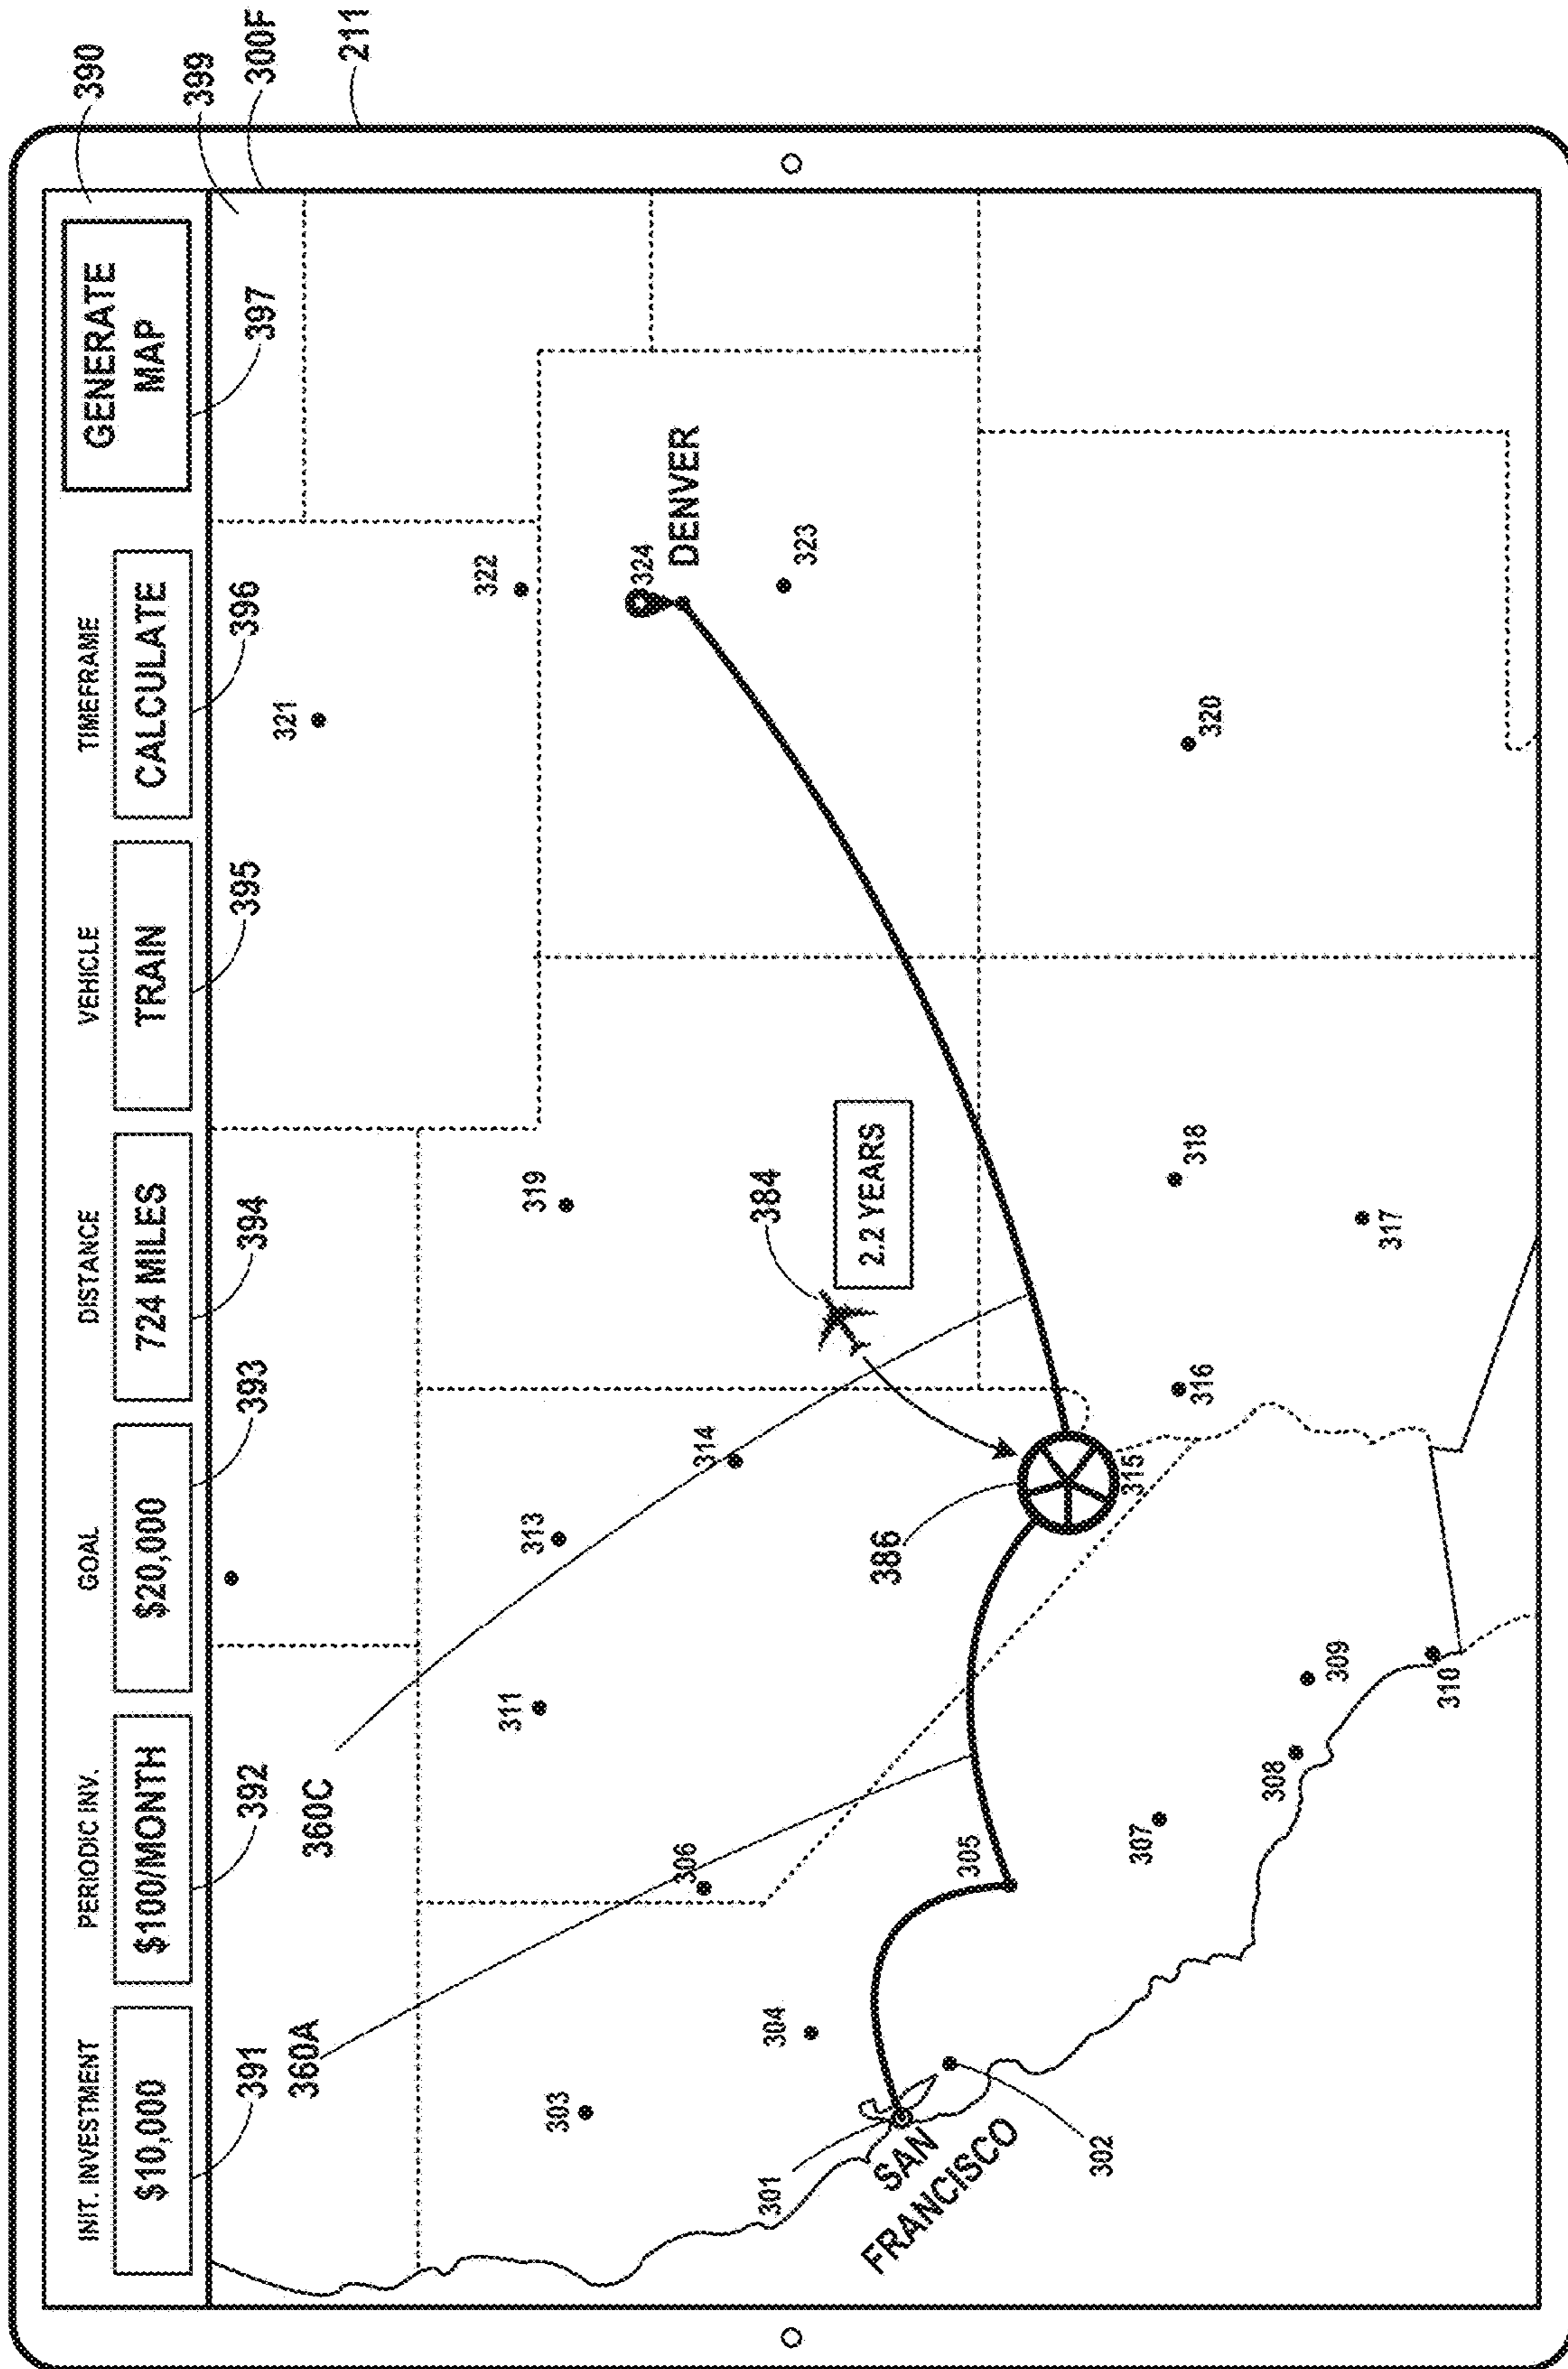 INIT. INVESTMENT
PERIODIC INV.
GOAL
DISTANCE
VEHICLE
TIMEFRAME
$10,000
$100/MONTH
$20,000
724 MILES
TRAIN
CALCULATE
GENERATE
MAP
390
391
392
393
394
395
396
397
399
300F
211
360A
360C
321
322
303
311
313
319
324
DENVER
306
314
384
323
301
304
2.2 YEARS
SAN
FRANCISCO
386
305
302
315
307
316
318
320
308
309
317
310